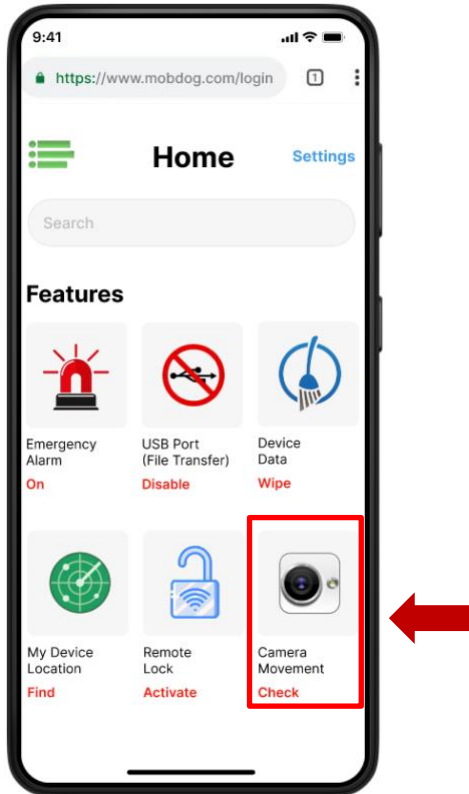 9:41
https://www.mobdog.com/login
1
Home
Settings
Search
Features
Emergency
Alarm
On
USB Port
(File Transfer)
Disable
Device
Data
Wipe
My Device
Location
Find
Remote
Lock
Activate
Camera
Movement
Check